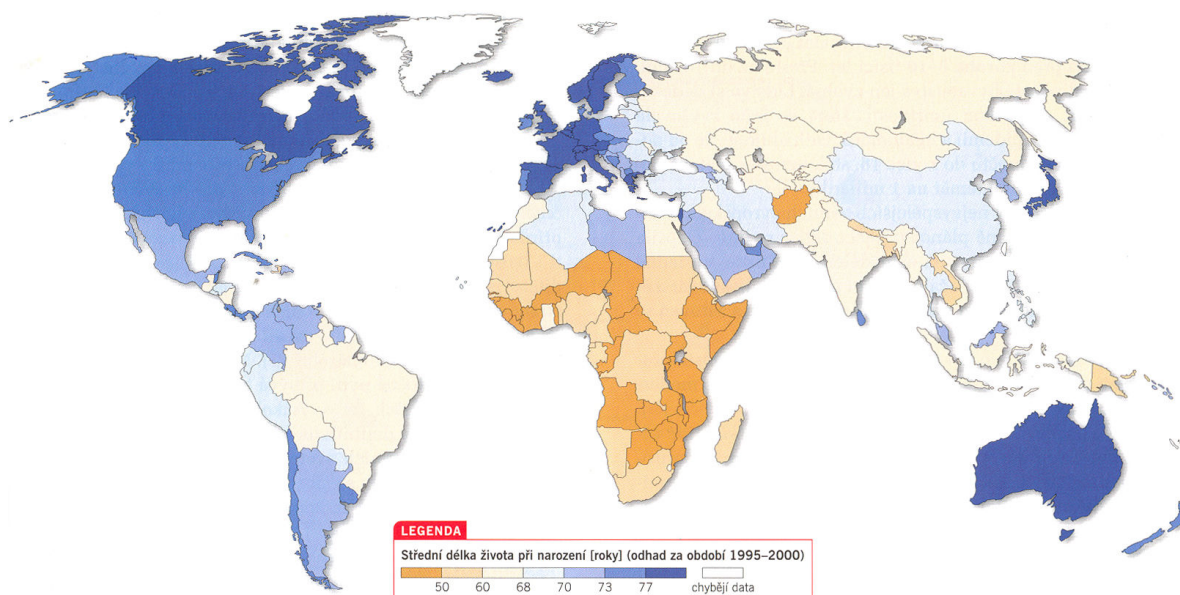 LEGENDA
Střední délka života při narození [roky] (odhad za období 1995–2000)
50 60 68 70 73 77 chybějí data